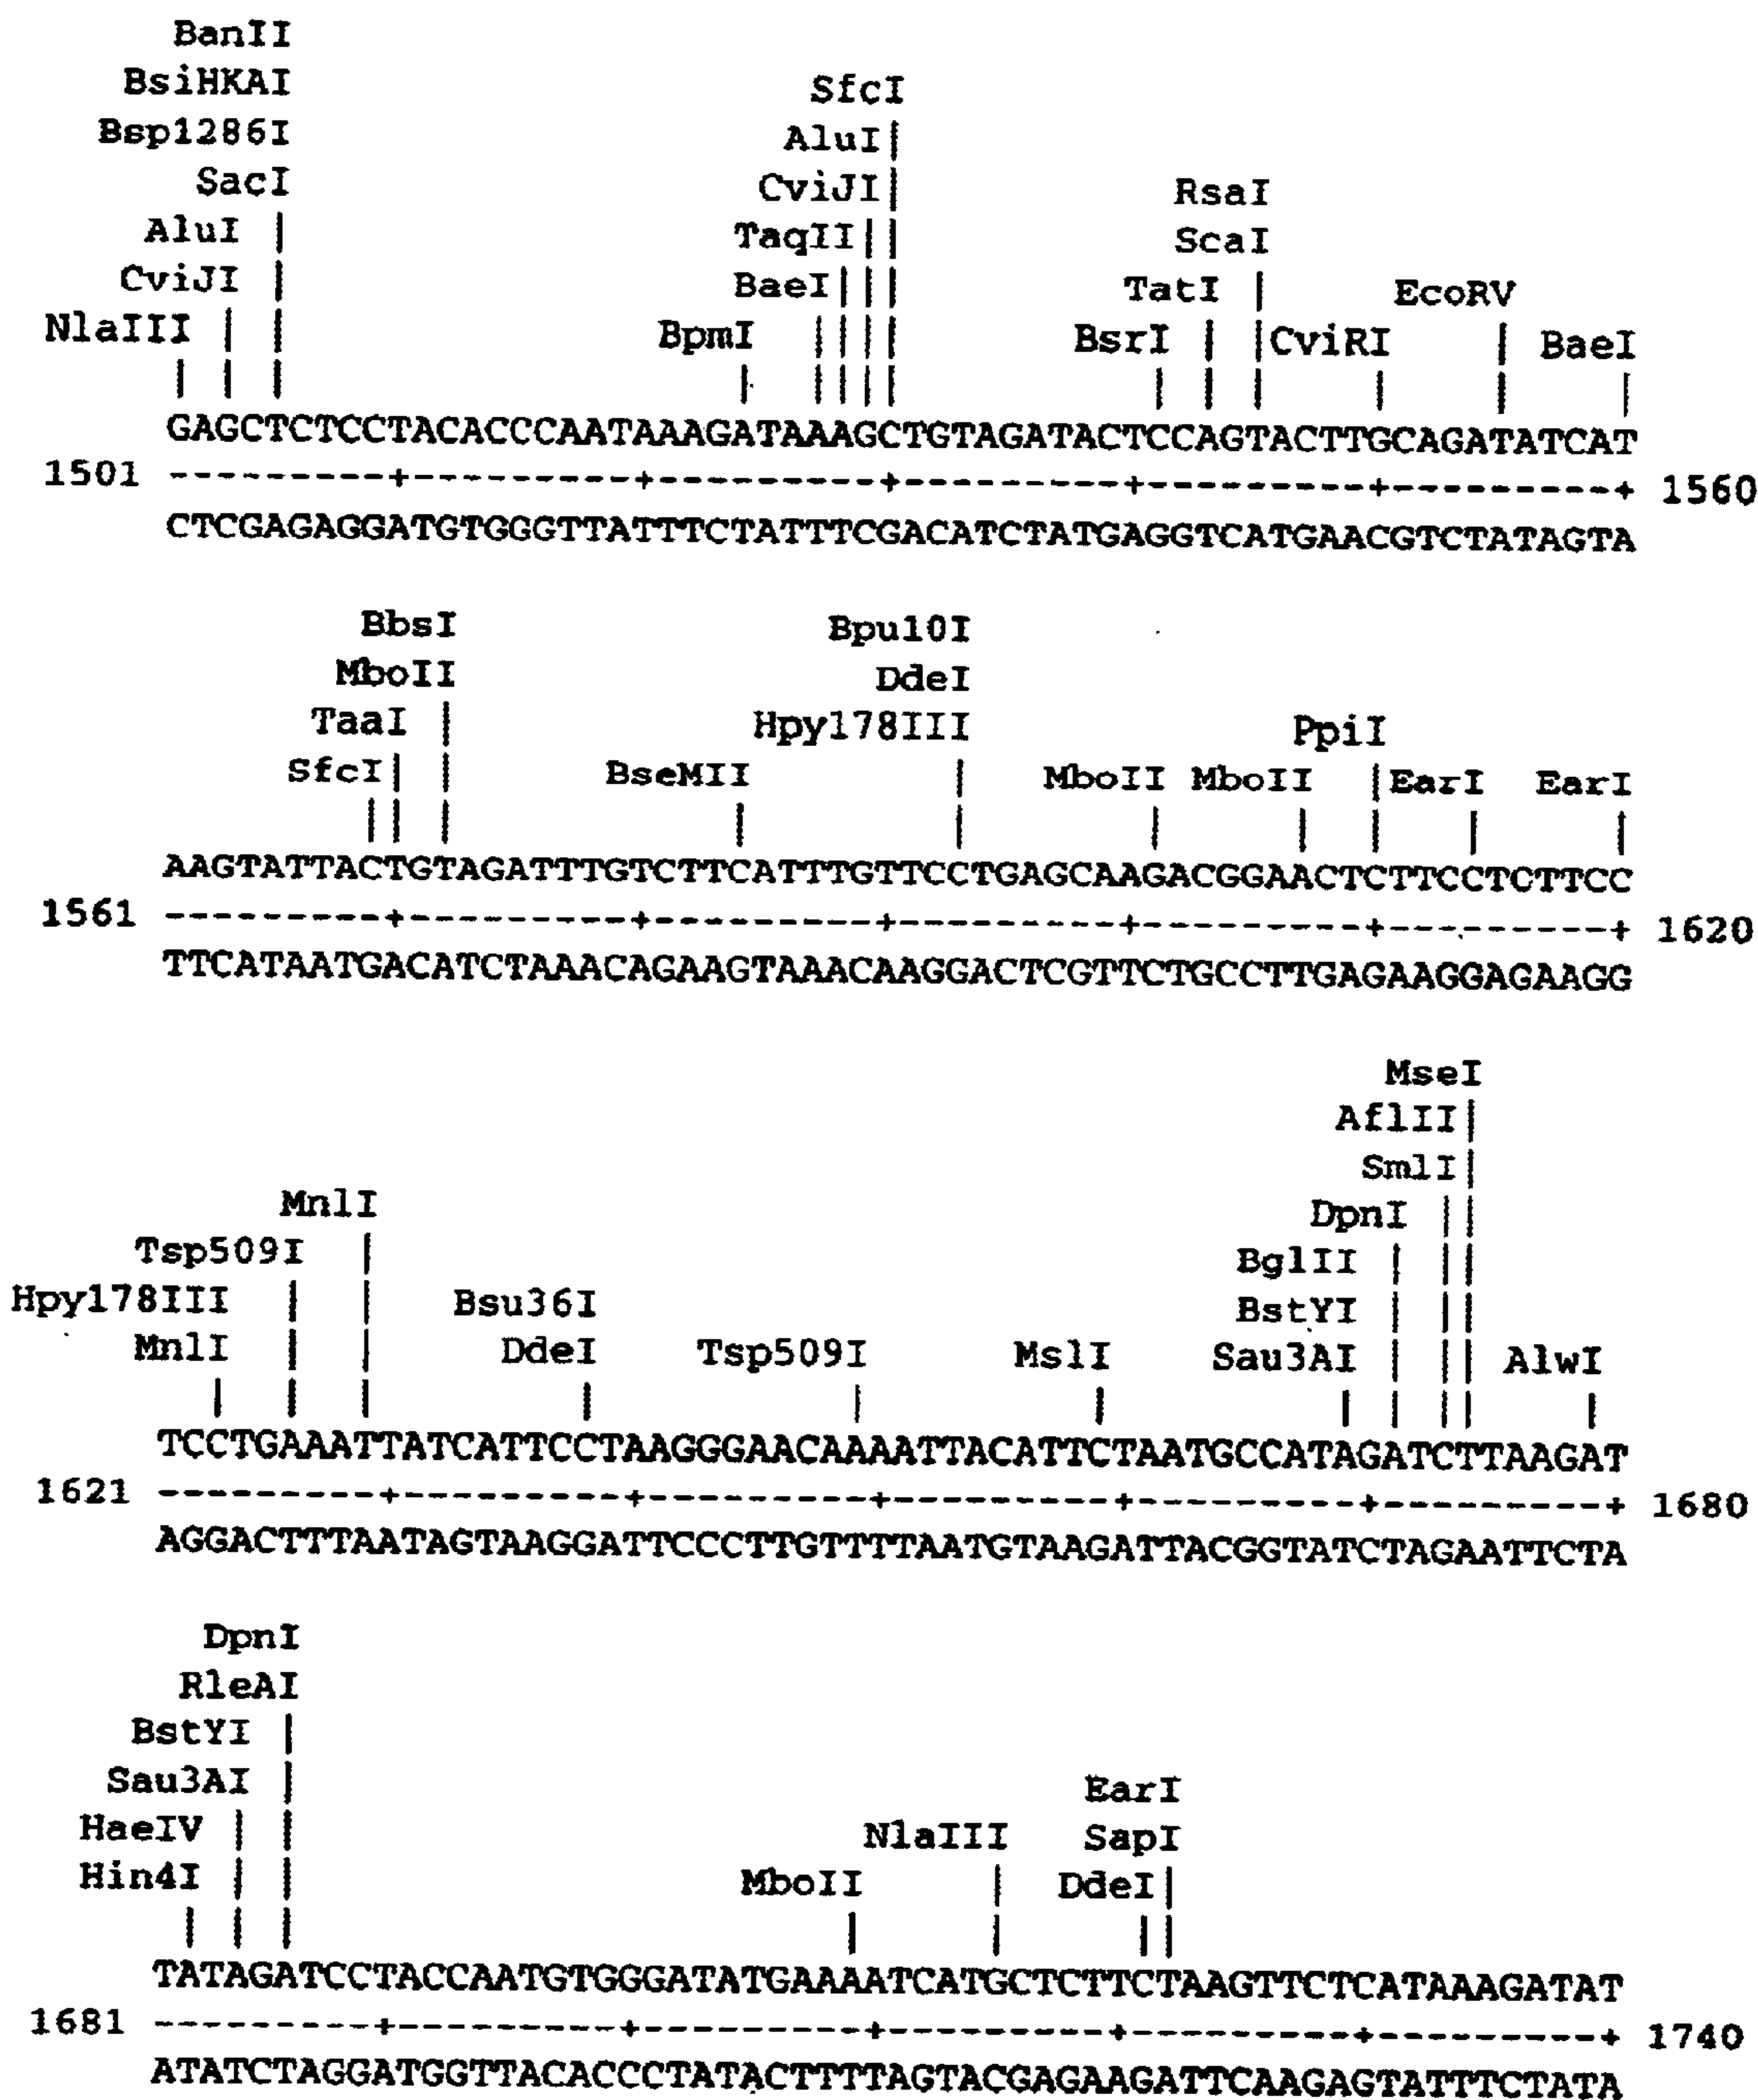 BanII
BsiHKAI
Bsp1286I
SfcI
AluI
SacI
CviJI
RsaI
AluI
TaqII
ScaI
CviJI
BaeI
TatI
EcoRV
NlaIII
BpmI
BsrI
CviRI
BaeI
GAGCTCTCCTACACCCAATAAAGATAAAGCTGTAGATACTCCAGTACTTGCAGATATCAT
1501 ---------+---------+---------+---------+---------+---------+ 1560
CTCGAGAGGATGTGGGTTATTTCTATTTCGACATCTATGAGGTCATGAACGTCTATAGTA
BbsI
Bpu10I
MboII
DdeI
TaaI
Hpy178III
PpiI
SfcI
BseMII
MboII MboII
EarI
EarI
AAGTATTACTGTAGATTTGTCTTCATTTGTTCCTGAGCAAGACGGAACTCTTCCTCTTCC
1561 ---------+---------+---------+---------+---------+---------+ 1620
TTCATAATGACATCTAAACAGAAGTAAACAAGGACTCGTTCTGCCTTGAGAAGGAGAAGG
MseI
AflII
SmlI
MnlI
DpnI
Tsp509I
BglII
Hpy178III
Bsu36I
BstYI
MnlI
DdeI
Tsp509I
MslI
Sau3AI
AlwI
TCCTGAAATTATCATTCCTAAGGGAACAAAATTACATTCTAATGCCATAGATCTTAAGAT
1621 ---------+---------+---------+---------+---------+---------+ 1680
AGGACTTTAATAGTAAGGATTCCCTTGTTTTAATGTAAGATTACGGTATCTAGAATTCTA
DpnI
RleAI
BstYI
Sau3AI
EarI
HaeIV
NlaIII
SapI
Hin4I
MboII
DdeI
TATAGATCCTACCAATGTGGGATATGAAAATCATGCTCTTCTAAGTTCTCATAAAGATAT
1681 ---------+---------+---------+---------+---------+---------+ 1740
ATATCTAGGATGGTTACACCCTATACTTTTAGTACGAGAAGATTCAAGAGTATTTCTATA